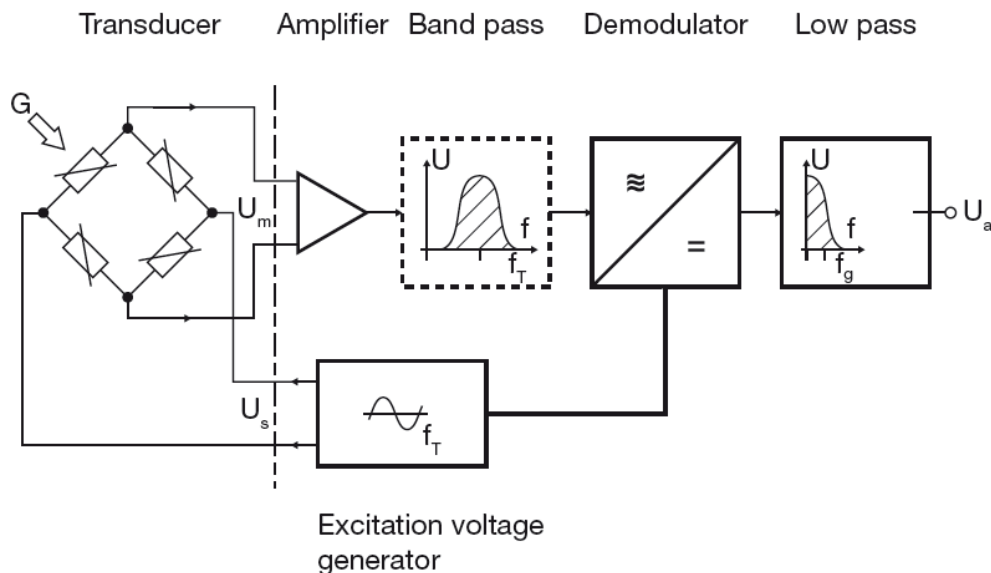 Transducer Amplifier Band pass Demodulator Low pass
G
U_m
U
f
f_T
≋
=
U
f
f_g
U_a
U_s
f_T
Excitation voltage
generator